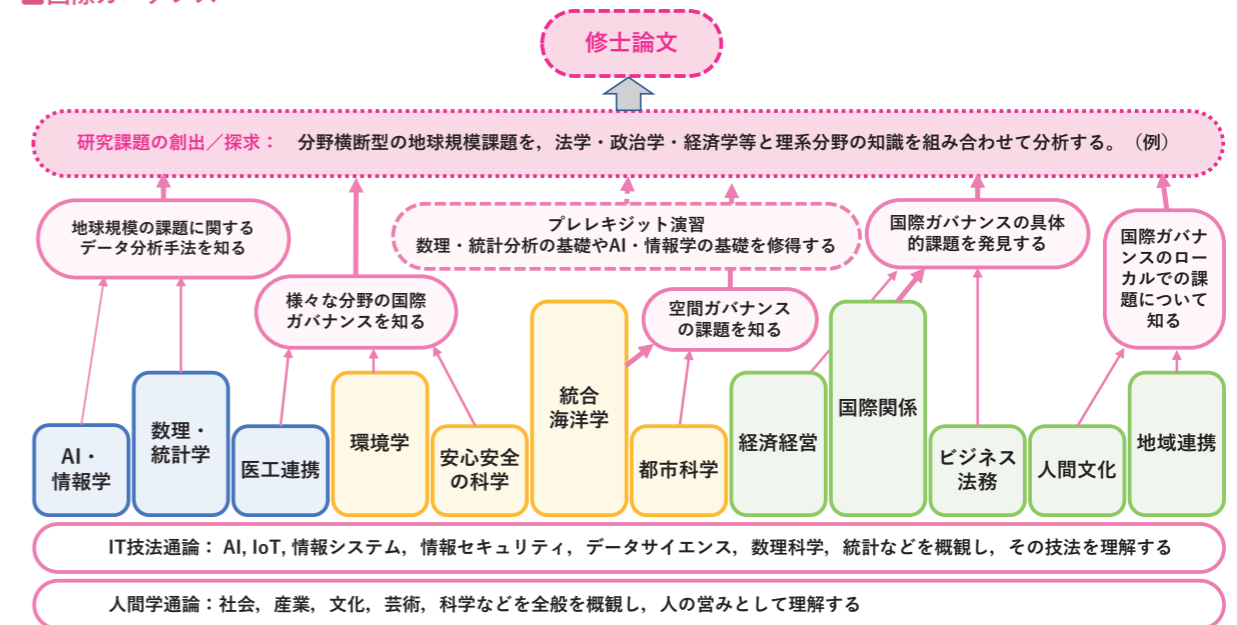 ■国際ガバナンス
修士論文
研究課題の創出／探求： 分野横断型の地球規模課題を，法学・政治学・経済学等と理系分野の知識を組み合わせて分析する。（例）
地球規模の課題に関する
データ分析手法を知る
様々な分野の国際
ガバナンスを知る
プレレキジット演習
数理・統計分析の基礎やAI・情報学の基礎を修得する
空間ガバナンス
の課題を知る
国際ガバナンスの具体
的課題を発見する
国際ガバナ
ンスのロー
カルでの課
題について
知る
AI・
情報学
数理・
統計学
医工連携
環境学
安心安全
の科学
統合
海洋学
都市科学
経済経営
国際関係
ビジネス
法務
人間文化
地域連携
IT技法通論： AI, IoT, 情報システム，情報セキュリティ，データサイエンス，数理科学，統計などを概観し，その技法を理解する
人間学通論：社会，産業，文化，芸術，科学などを全般を概観し，人の営みとして理解する